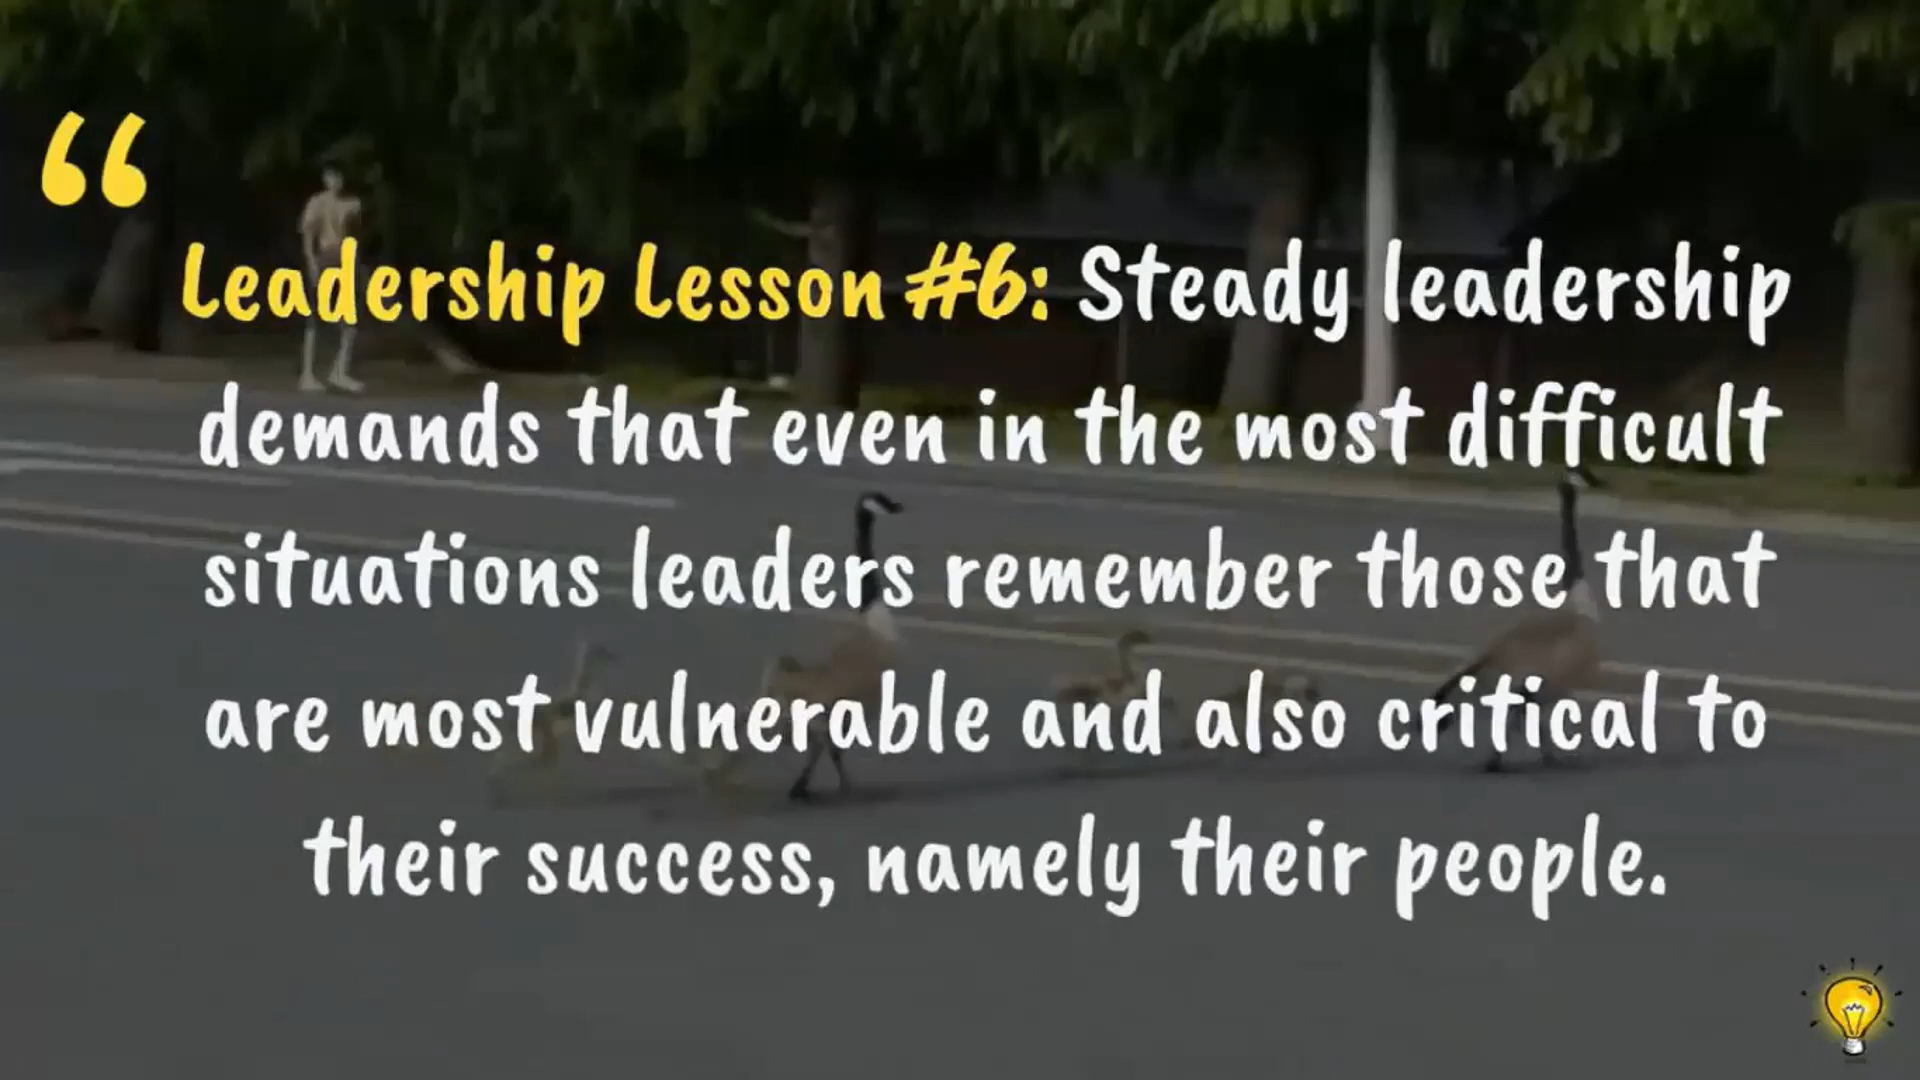 “
Leadership Lesson #6: Steady leadership
demands that even in the most difficult
situations leaders remember those that
are most vulnerable and also critical to
their success, namely their people.